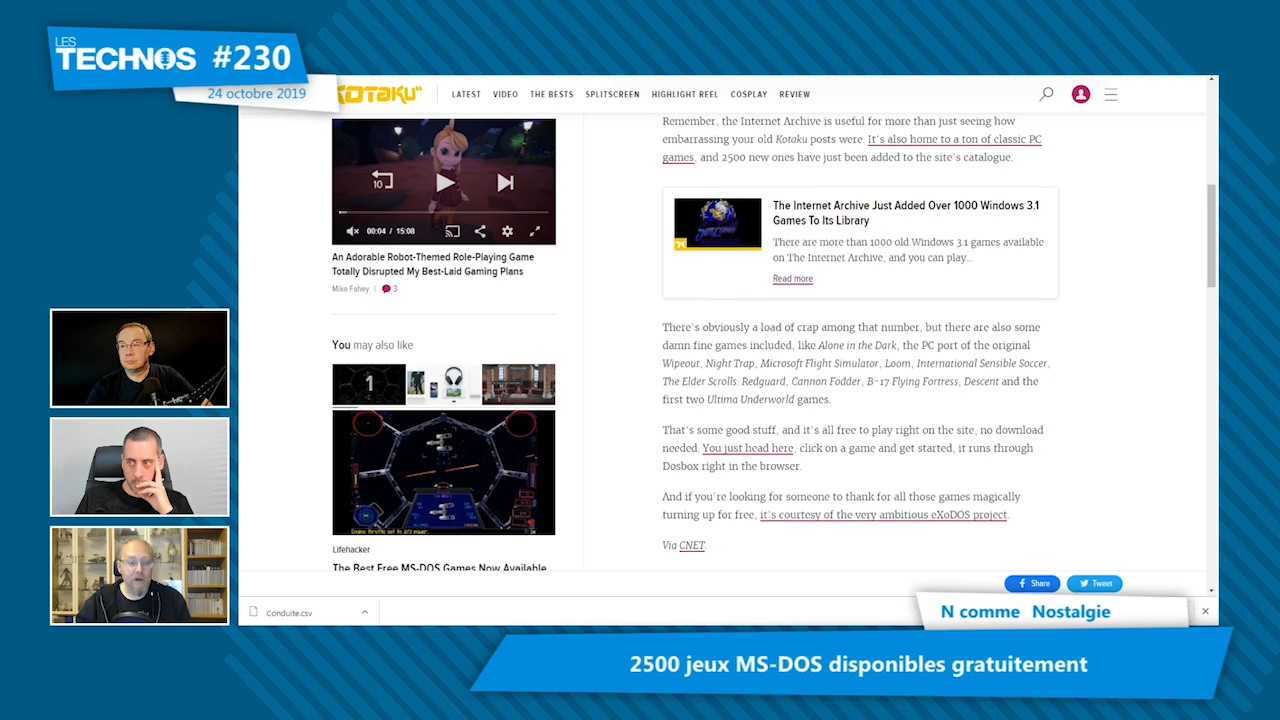 LES
TECHNOS #230
24 octobre 2019
KOTAKU
LATEST VIDEO THE BESTS SPLITSCREEN HIGHLIGHT REEL COSPLAY REVIEW
10
00:04 / 15:08
An Adorable Robot-Themed Role-Playing Game
Totally Disrupted My Best-Laid Gaming Plans
Mike Fahey | 3
You may also like
1
Lifehacker
The Best Free MS-DOS Games Now Available
Remember, the Internet Archive is useful for more than just seeing how
embarrassing your old Kotaku posts were. It's also home to a ton of classic PC
games, and 2500 new ones have just been added to the site's catalogue.
The Internet Archive Just Added Over 1000 Windows 3.1
Games To Its Library
There are more than 1000 old Windows 3.1 games available
on The Internet Archive, and you can play...
Read more
There's obviously a load of crap among that number, but there are also some
damn fine games included, like Alone in the Dark, the PC port of the original
Wipeout, Night Trap, Microsoft Flight Simulator, Loom, International Sensible Soccer,
The Elder Scrolls: Redguard, Cannon Fodder, B-17 Flying Fortress, Descent and the
first two Ultima Underworld games.
That's some good stuff, and it's all free to play right on the site, no download
needed. You just head here, click on a game and get started, it runs through
Dosbox right in the browser.
And if you're looking for someone to thank for all those games magically
turning up for free, it's courtesy of the very ambitious eXoDOS project.
Via CNET.
Share Tweet
Conduite.csv
N comme Nostalgie
2500 jeux MS-DOS disponibles gratuitement